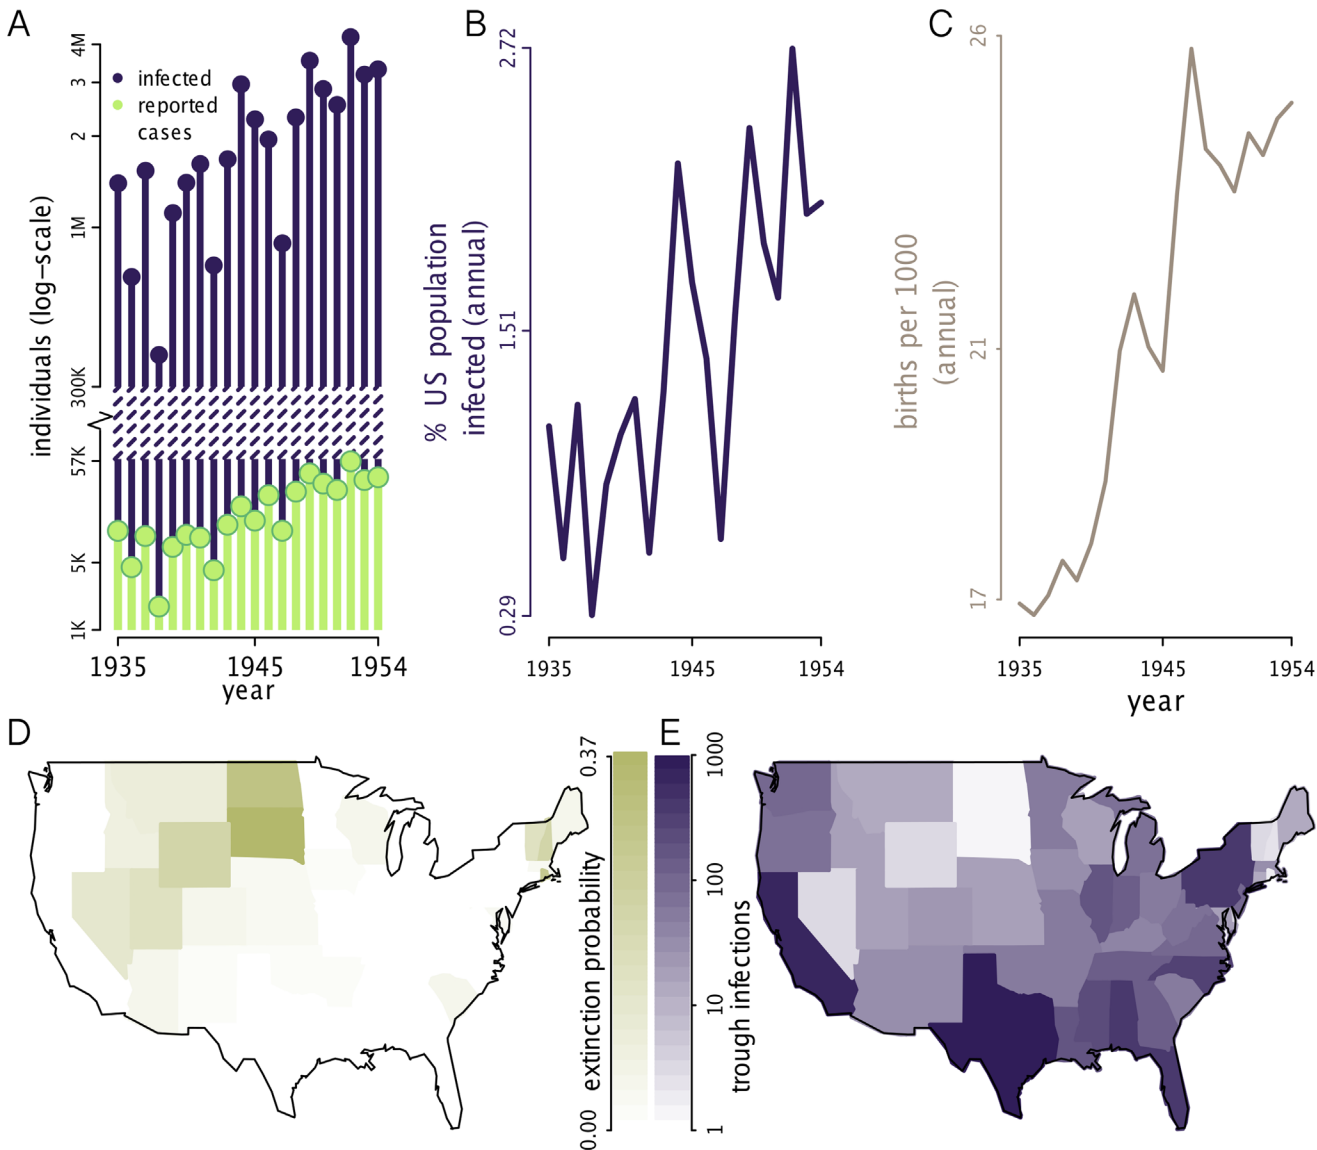 A
individuals (log−scale)
4M
3
2
1M
300K
57K
5K
1K
infected
reported
cases
1935
1945
1954
year
B
% US population
infected (annual)
2.72
1.51
0.29
1935
1945
1954
C
births per 1000
(annual)
26
21
17
1935
1945
1954
year
D
0.37
extinction probability
0.00
E
1000
100
10
1
trough infections